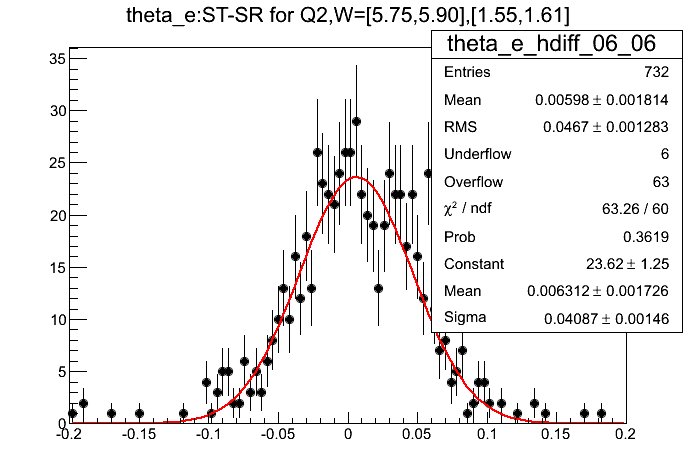 theta_e:ST-SR for Q2,W=[5.75,5.90],[1.55,1.61]
theta_e_hdiff_06_06
Entries 732
Mean 0.00598 ± 0.001814
RMS 0.0467 ± 0.001283
Underflow 6
Overflow 63
χ² / ndf 63.26 / 60
Prob 0.3619
Constant 23.62 ± 1.25
Mean 0.006312 ± 0.001726
Sigma 0.04087 ± 0.00146
35
30
25
20
15
10
5
0
-0.2 -0.15 -0.1 -0.05 0 0.05 0.1 0.15 0.2